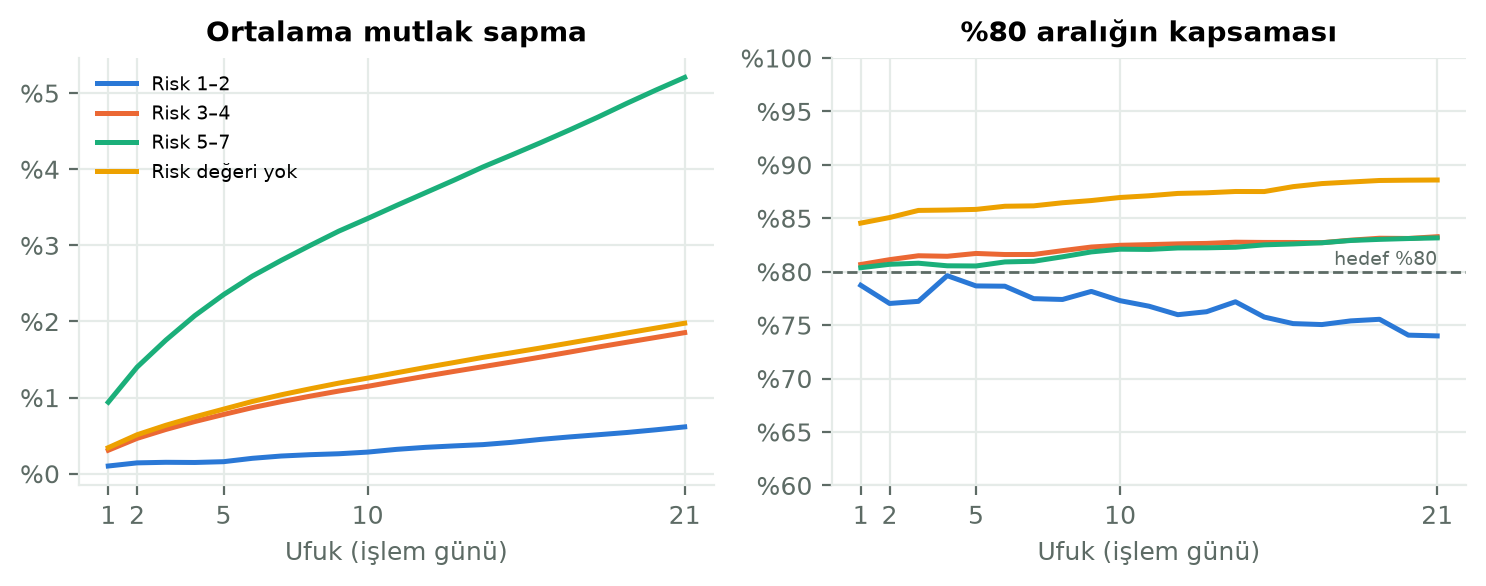 Ortalama mutlak sapma
%5
%4
%3
%2
%1
%0
Risk 1–2
Risk 3–4
Risk 5–7
Risk değeri yok
1 2 5 10 21
Ufuk (işlem günü)
%80 aralığın kapsaması
%100
%95
%90
%85
%80
%75
%70
%65
%60
hedef %80
1 2 5 10 21
Ufuk (işlem günü)